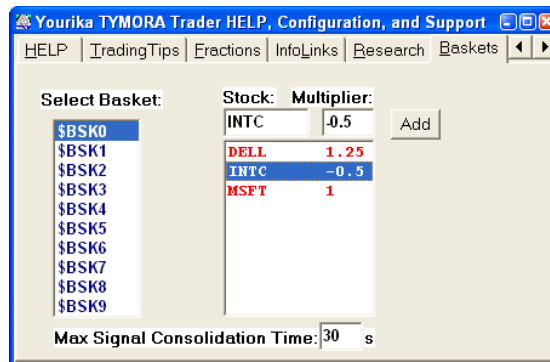 Yourika TYMORA Trader HELP, Configuration, and Support
HELP TradingTips Fractions InfoLinks Research Baskets
Select Basket: Stock: Multiplier:
INTC -0.5 Add
$BSK0
$BSK1
$BSK2
$BSK3
$BSK4
$BSK5
$BSK6
$BSK7
$BSK8
$BSK9
DELL 1.25
INTC -0.5
MSFT 1
Max Signal Consolidation Time: 30 s